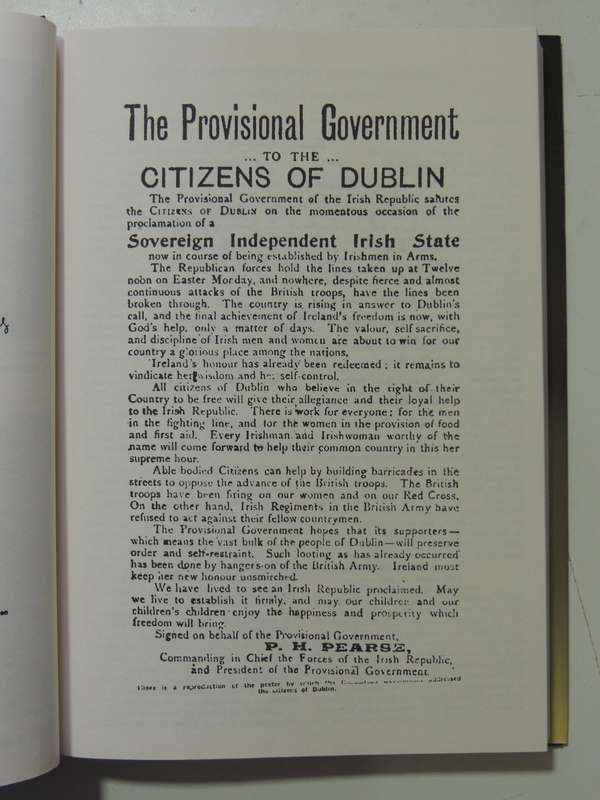 The Provisional Government
... TO THE ...
CITIZENS OF DUBLIN
The Provisional Government of the Irish Republic salutes
the CITIZENS OF DUBLIN on the momentous occasion of the
proclamation of a
Sovereign Independent Irish State
now in course of being established by Irishmen in Arms.
The Republican forces hold the lines taken up at Twelve
noon on Easter Monday, and nowhere, despite fierce and almost
continuous attacks of the British troops, have the lines been
broken through. The country is rising in answer to Dublin's
call, and the final achievement of Ireland's freedom is now, with
God's help, only a matter of days. The valour, self sacrifice,
and discipline of Irish men and women are about to win for our
country a glorious place among the nations.
Ireland's honour has already been redeemed; it remains to
vindicate her wisdom and her self-control.
All citizens of Dublin who believe in the right of their
Country to be free will give their allegiance and their loyal help
to the Irish Republic. There is work for everyone; for the men
in the fighting line, and for the women in the provision of food
and first aid. Every Irishman and Irishwoman worthy of the
name will come forward to help their common country in this her
supreme hour.
Able bodied Citizens can help by building barricades in the
streets to oppose the advance of the British troops. The British
troops have been firing on our women and on our Red Cross.
On the other hand, Irish Regiments in the British Army have
refused to act against their fellow countrymen.
The Provisional Government hopes that its supporters—
which means the vast bulk of the people of Dublin—will preserve
order and self-restraint. Such looting as has already occurred
has been done by hangers-on of the British Army. Ireland must
keep her new honour unsmirched.
We have lived to see an Irish Republic proclaimed. May
we live to establish it firmly, and may our children and our
children's children enjoy the happiness and prosperity which
freedom will bring.
Signed on behalf of the Provisional Government,
P. H. PEARSE,
Commanding in Chief the Forces of the Irish Republic,
and President of the Provisional Government.
is a reproduction of the poster by which the addressed
the citizens of Dublin.